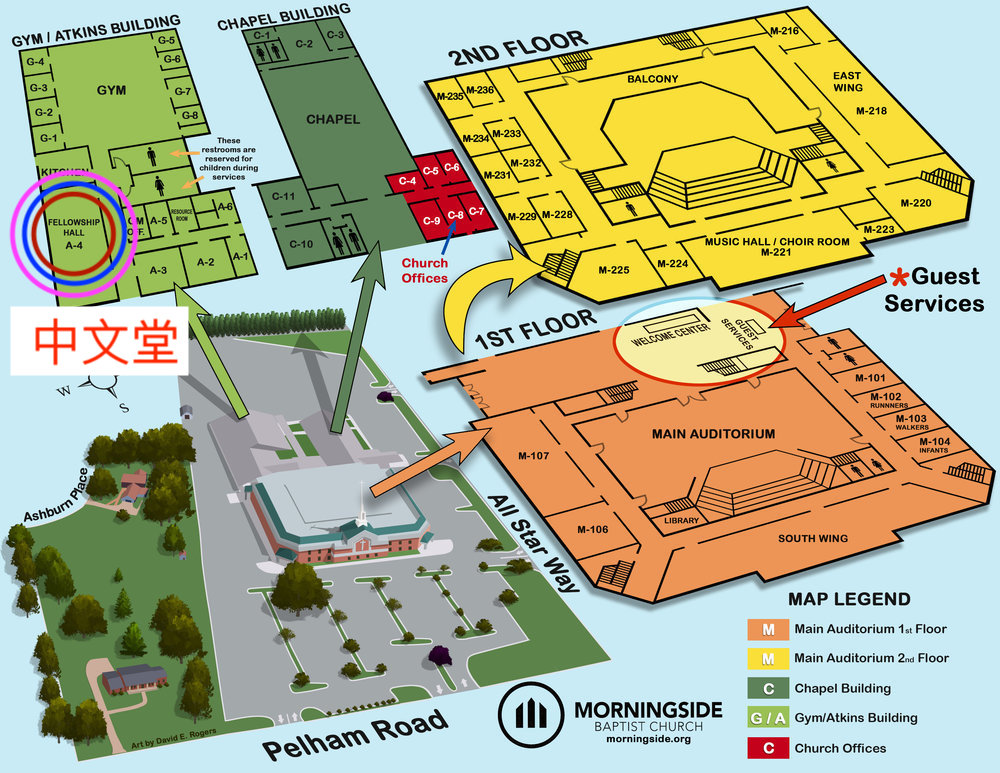 GYM / ATKINS BUILDING
G-5
G-4
G-6
G-3
GYM
G-7
G-2
G-8
G-1
KITCHEN
These
restrooms are
reserved for
children during
services
FELLOWSHIP
HALL
A-4
OFF.
A-5
RESOURCE
ROOM
A-6
A-3
A-2
A-1
中文堂
CHAPEL BUILDING
C-1
C-2
C-3
CHAPEL
C-4
C-5
C-6
C-11
C-9
C-8
C-7
C-10
Church
Offices
2ND FLOOR
M-216
BALCONY
EAST
WING
M-235
M-236
M-218
M-234
M-233
M-232
M-231
M-229
M-228
M-220
M-223
MUSIC HALL / CHOIR ROOM
M-221
M-225
M-224
*Guest
Services
1ST FLOOR
WELCOME CENTER
GUEST
SERVICES
M-101
M-102
RUNNNERS
M-103
WALKERS
M-104
INFANTS
MAIN AUDITORIUM
M-107
M-106
LIBRARY
SOUTH WING
W
S
Ashburn Place
All Star Way
Pelham Road
Art by David E. Rogers
MORNINGSIDE
BAPTIST CHURCH
morningside.org
MAP LEGEND
M Main Auditorium 1st Floor
M Main Auditorium 2nd Floor
C Chapel Building
G / A Gym/Atkins Building
C Church Offices